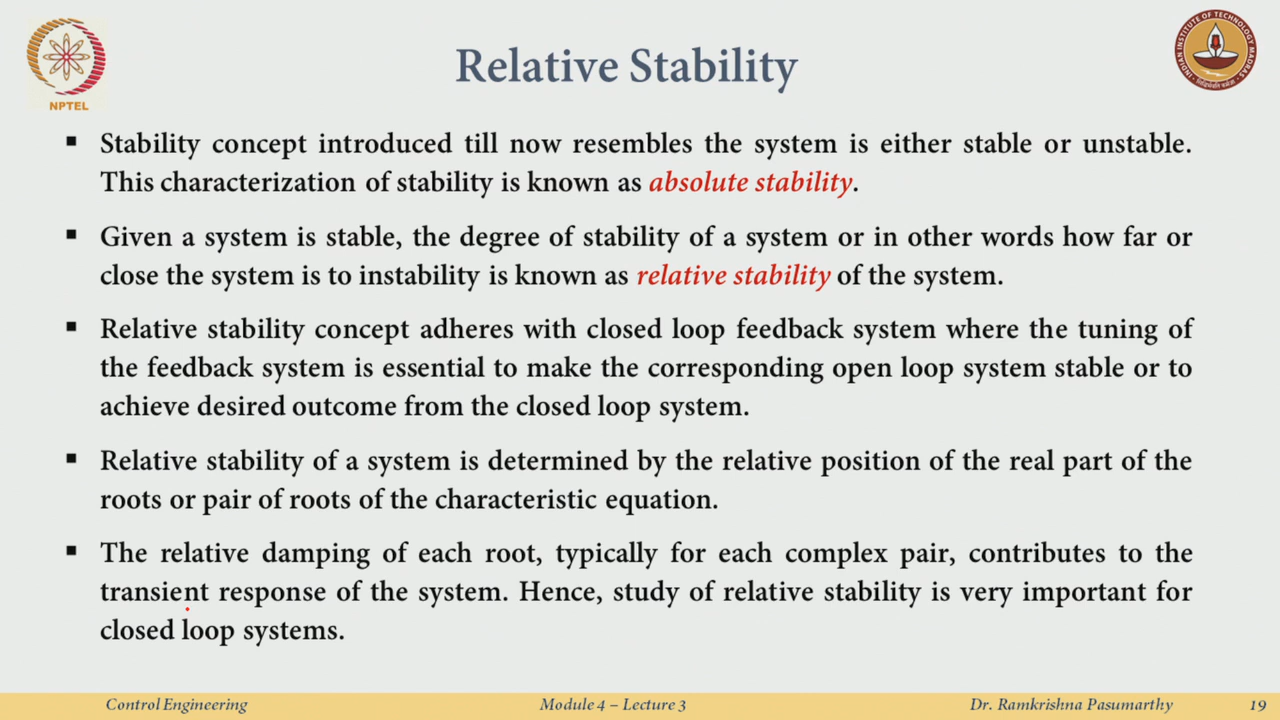 Relative Stability
NPTEL
INDIAN INSTITUTE OF TECHNOLOGY MADRAS
▪ Stability concept introduced till now resembles the system is either stable or unstable.
This characterization of stability is known as absolute stability.
▪ Given a system is stable, the degree of stability of a system or in other words how far or
close the system is to instability is known as relative stability of the system.
▪ Relative stability concept adheres with closed loop feedback system where the tuning of
the feedback system is essential to make the corresponding open loop system stable or to
achieve desired outcome from the closed loop system.
▪ Relative stability of a system is determined by the relative position of the real part of the
roots or pair of roots of the characteristic equation.
▪ The relative damping of each root, typically for each complex pair, contributes to the
transient response of the system. Hence, study of relative stability is very important for
closed loop systems.
Control Engineering
Module 4 – Lecture 3
Dr. Ramkrishna Pasumarthy
19